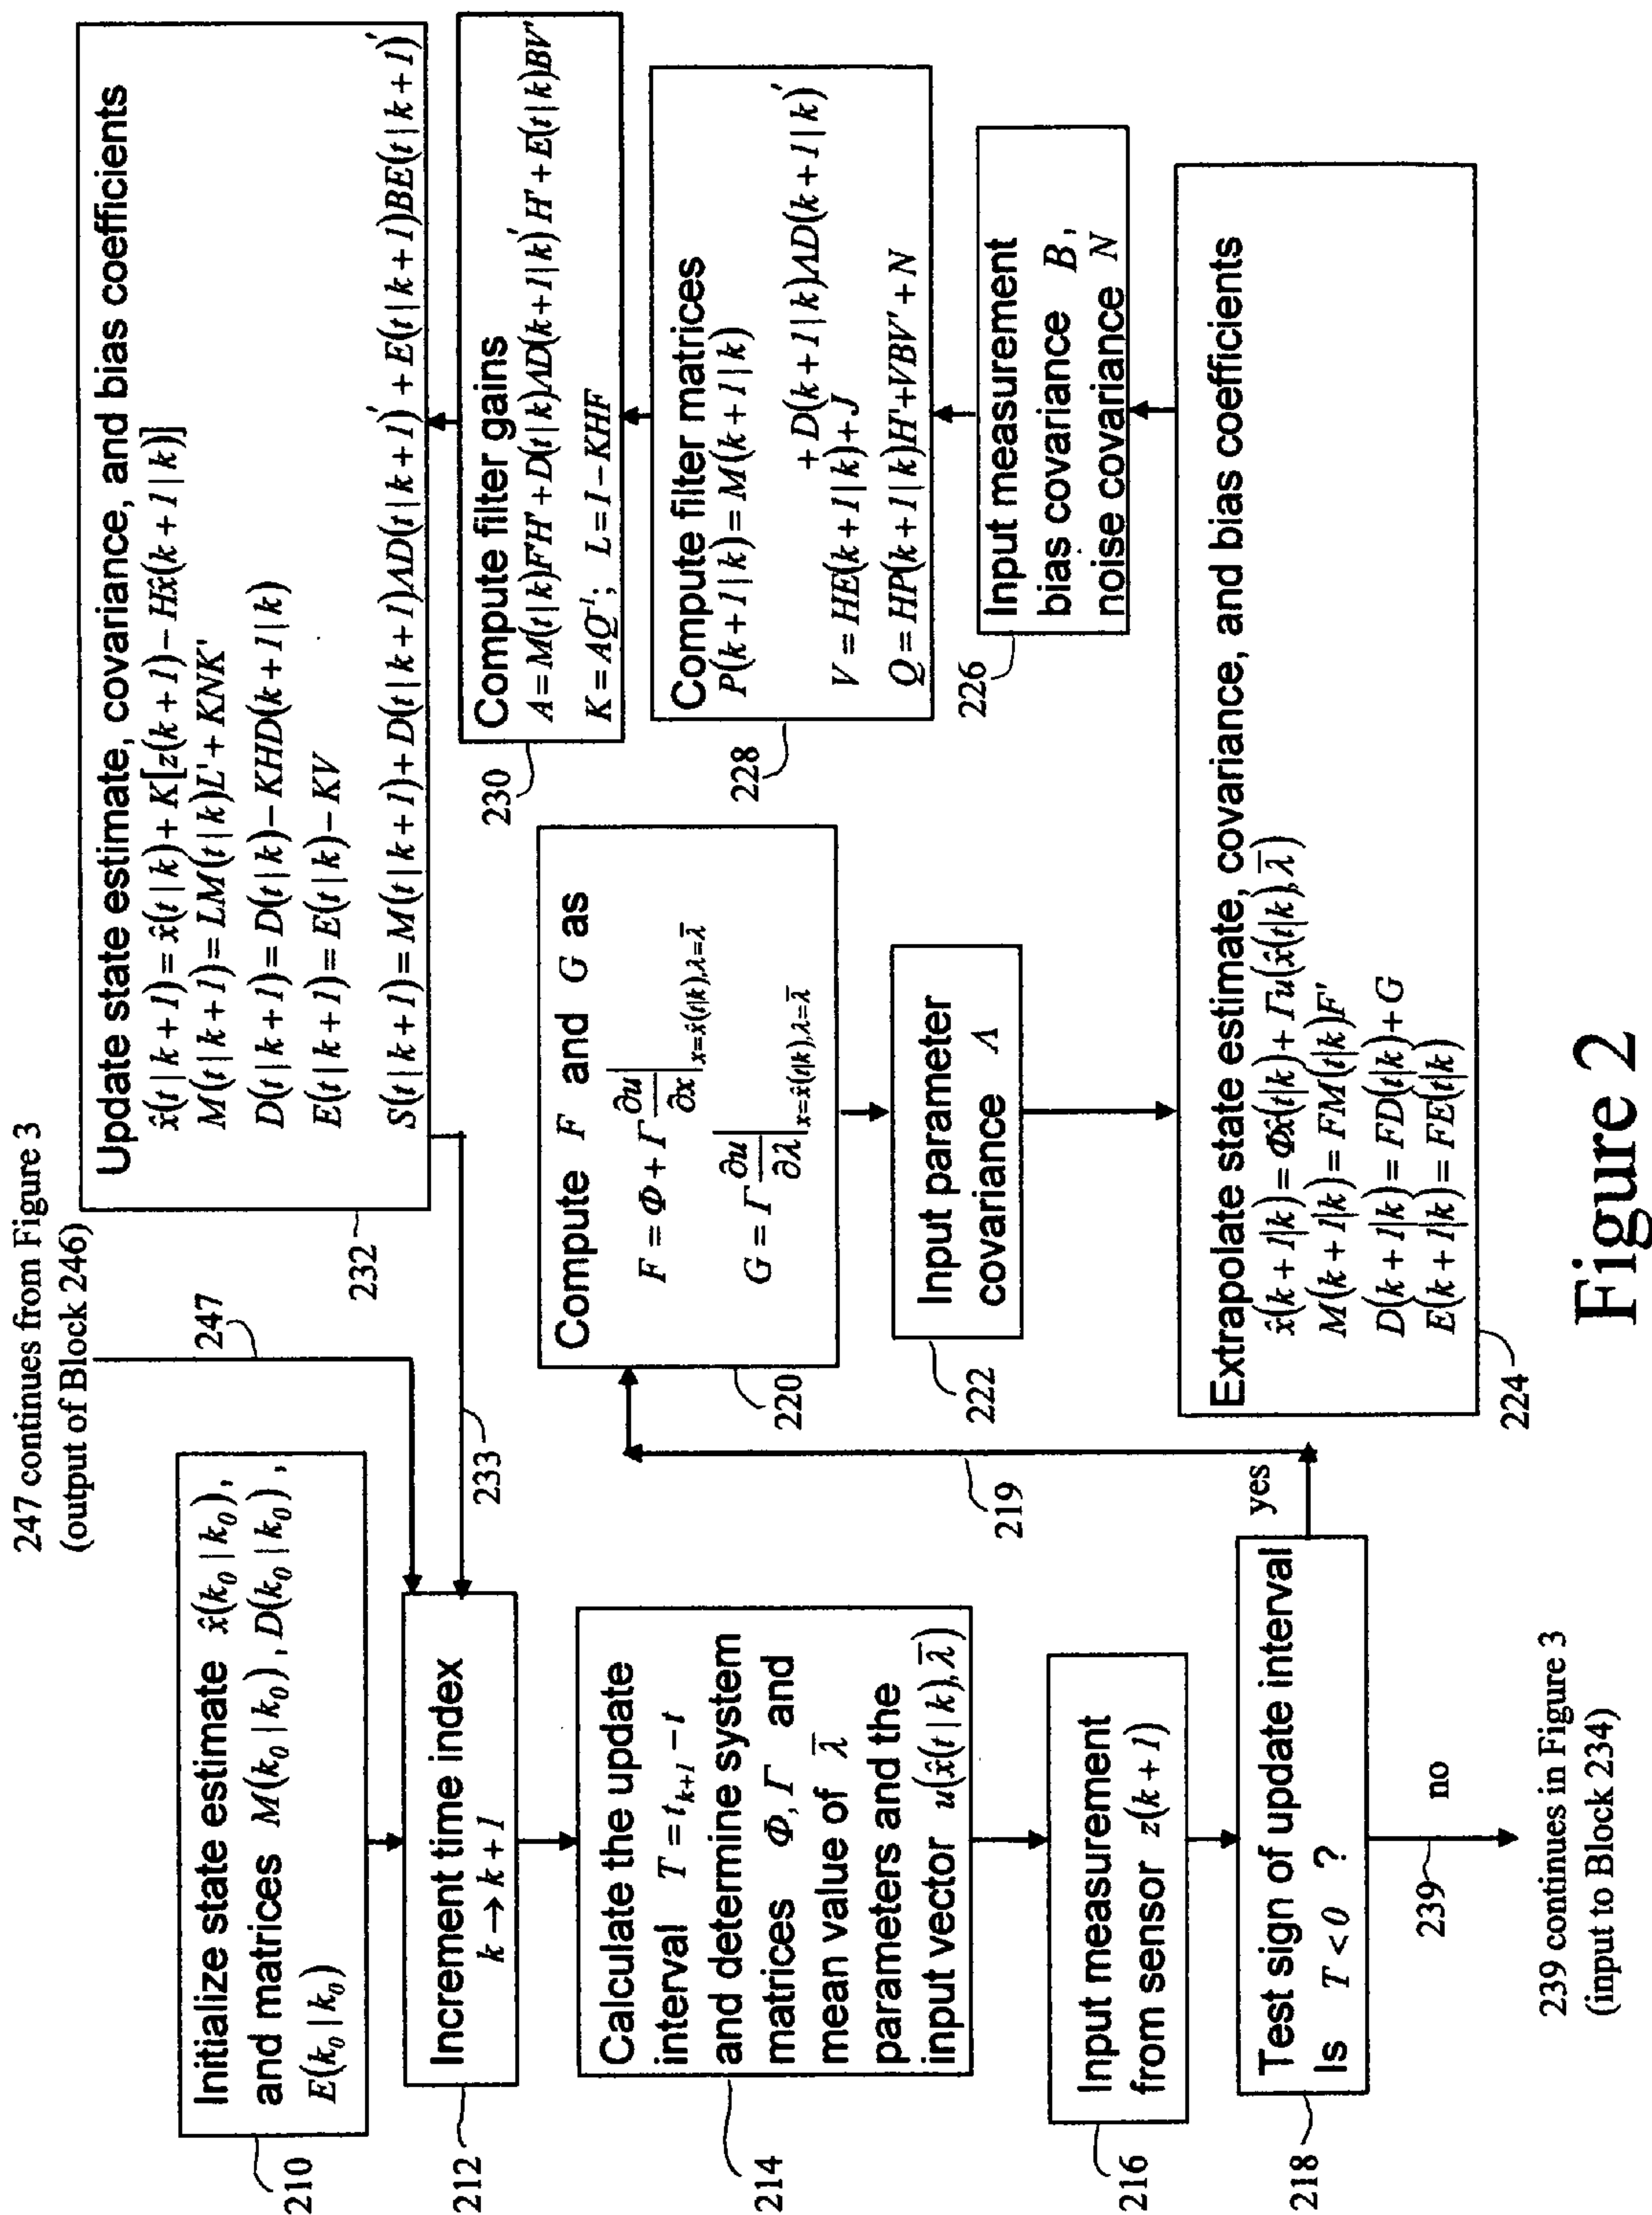 247 continues from Figure 3
(output of Block 246)
247
Initialize state estimate x̂(k₀ | k₀),
and matrices M(k₀ | k₀), D(k₀ | k₀),
E(k₀ | k₀)
210
Increment time index
k → k + 1
212
233
Calculate the update
interval T = tₖ₊₁ − t
and determine system
matrices Φ, Γ and
mean value of λ̄
parameters and the
input vector u(x̂(t | k), λ̄)
214
Input measurement
from sensor z(k + 1)
216
Test sign of update interval
Is T < 0 ?
218
yes
219
no
239
239 continues in Figure 3
(input to Block 234)
Compute F and G as
F = Φ + Γ ∂u/∂x |x=x̂(t|k),λ=λ̄
G = Γ ∂u/∂λ |x=x̂(t|k),λ=λ̄
220
Input parameter
covariance Λ
222
Extrapolate state estimate, covariance, and bias coefficients
x̂(k + 1|k) = Φx̂(t|k) + Γu(x̂(t|k), λ̄)
M(k + 1|k) = FM(t|k)F'
D(k + 1|k) = FD(t|k) + G
E(k + 1|k) = FE(t|k)
224
Input measurement
bias covariance B,
noise covariance N
226
Compute filter matrices
P(k + 1 | k) = M(k + 1 | k)
+ D(k + 1 | k)ΛD(k + 1 | k)'
V = HE(k + 1 | k) + J
Q = HP(k + 1 | k)H' + VBV' + N
228
Compute filter gains
A = M(t | k)F'H' + D(t | k)ΛD(k + 1 | k)'H' + E(t | k)BV'
K = AQ⁻¹; L = I − KHF
230
Update state estimate, covariance, and bias coefficients
x̂(t | k + 1) = x̂(t | k) + K[z(k + 1) − Hx̂(k + 1 | k)]
M(t | k + 1) = LM(t | k)L' + KNK'
D(t | k + 1) = D(t | k) − KHD(k + 1 | k)
E(t | k + 1) = E(t | k) − KV
S(t | k + 1) = M(t | k + 1) + D(t | k + 1)ΛD(t | k + 1)' + E(t | k + 1)BE(t | k + 1)'
232
Figure 2